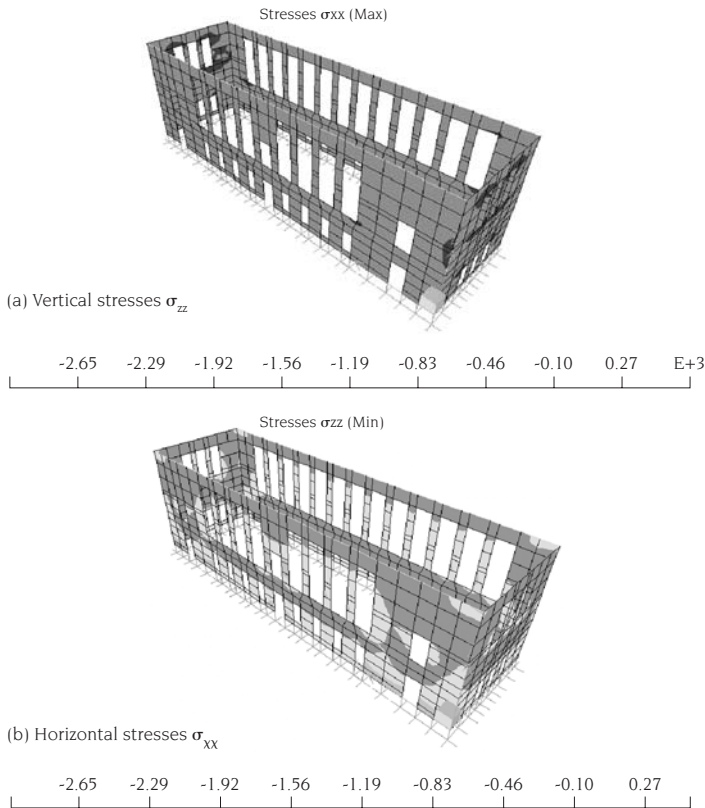 Stresses σxx (Max)
(a) Vertical stresses σzz
-2.65 -2.29 -1.92 -1.56 -1.19 -0.83 -0.46 -0.10 0.27 E+3
Stresses σzz (Min)
(b) Horizontal stresses σxx
-2.65 -2.29 -1.92 -1.56 -1.19 -0.83 -0.46 -0.10 0.27